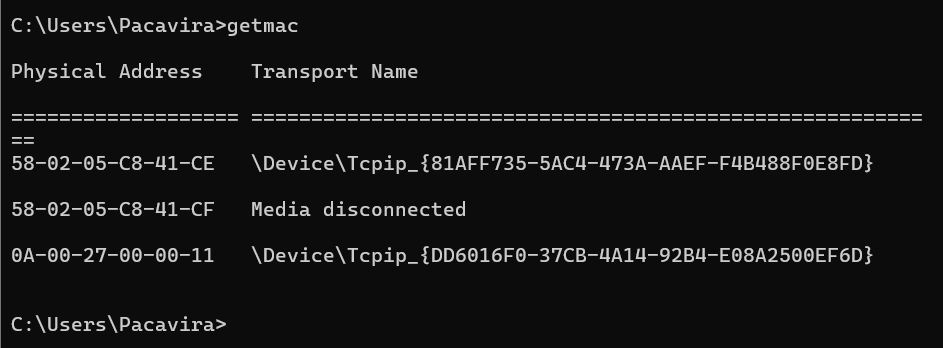 C:\Users\Pacavira>getmac
Physical Address    Transport Name
=================== ========================================================
==
58-02-05-C8-41-CE   \Device\Tcpip_{81AFF735-5AC4-473A-AAEF-F4B488F0E8FD}
58-02-05-C8-41-CF   Media disconnected
0A-00-27-00-00-11   \Device\Tcpip_{DD6016F0-37CB-4A14-92B4-E08A2500EF6D}
C:\Users\Pacavira>